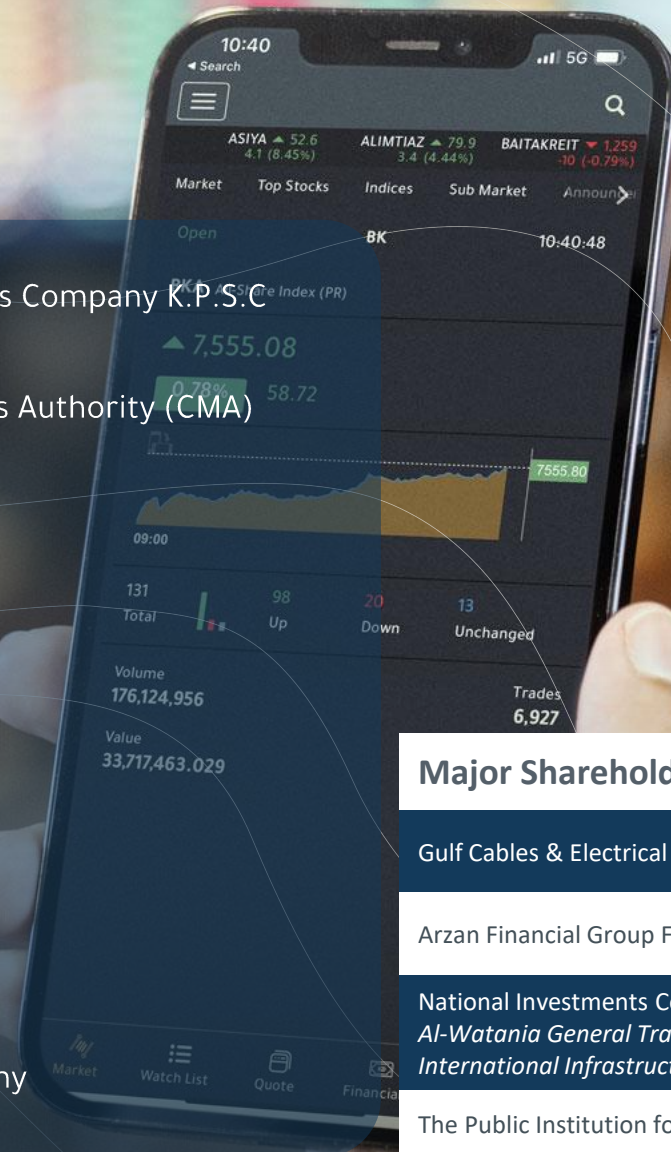 10:40
◄ Search
5G
ASIYA ▲ 52.6
4.1 (8.45%)
ALIMTIAZ ▲ 79.9
3.4 (4.44%)
BAITAKREIT ▼ 1,259
-10 (-0.79%)
Market Top Stocks Indices Sub Market
Open BK 10:40:48
s Company K.P.S.C
BKA All-Share Index (PR)
▲ 7,555.08
0.78% 58.72
s Authority (CMA)
7555.80
09:00
131 98 20 13
Total Up Down Unchanged
Volume
176,124,956
Trades
6,927
Value
33,717,463.029
Major Sharehold
Gulf Cables & Electrical
Arzan Financial Group F
National Investments C
Al-Watania General Tra
International Infrastruct
The Public Institution fo
ny
Market Watch List Quote Financia